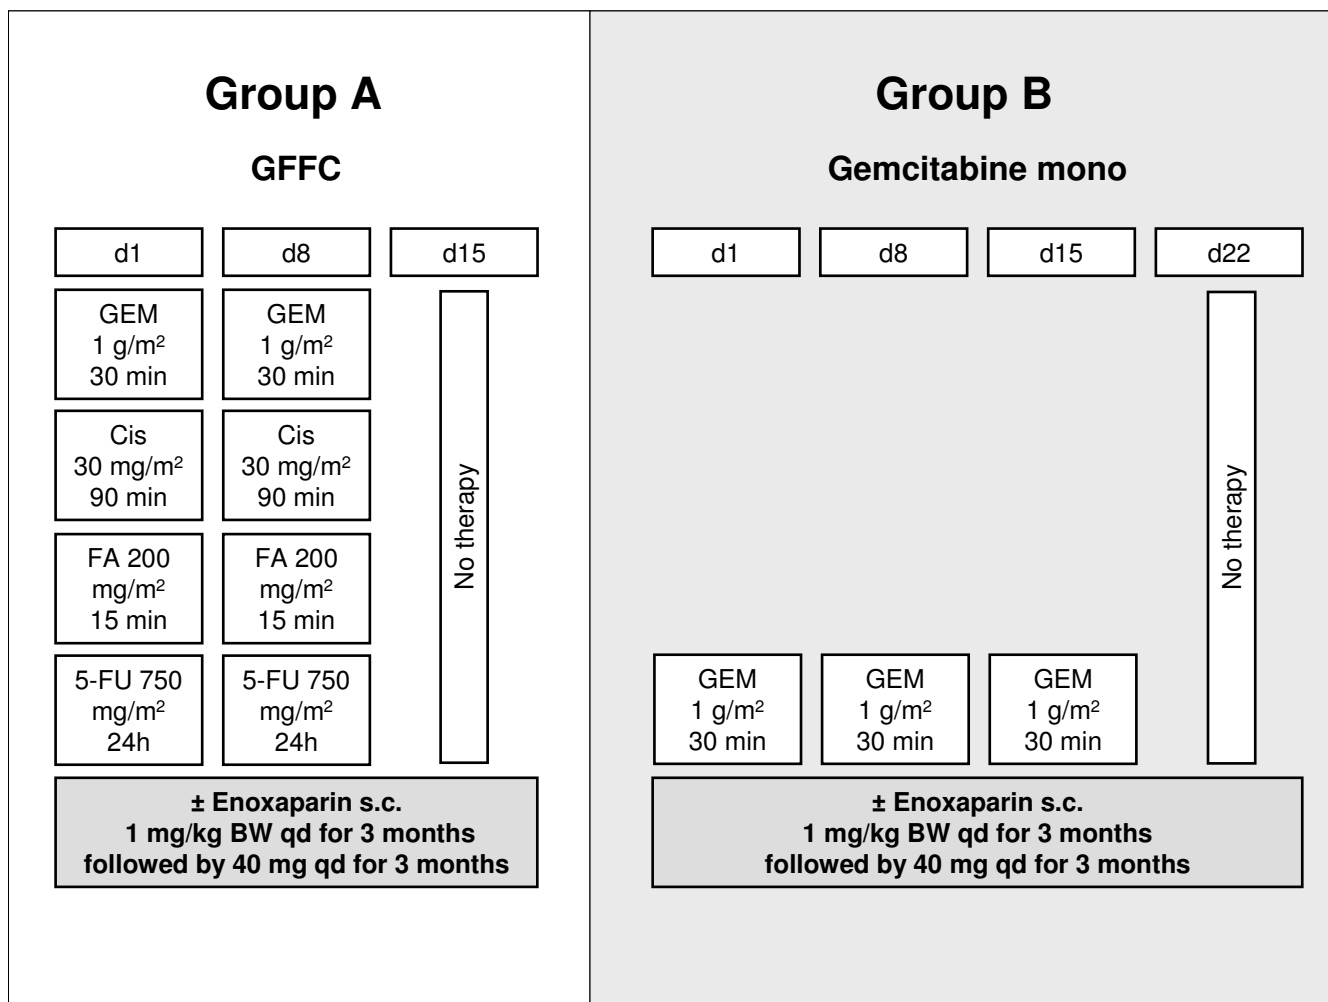 Group A
GFFC
d1
d8
d15
GEM
1 g/m²
30 min
GEM
1 g/m²
30 min
Cis
30 mg/m²
90 min
Cis
30 mg/m²
90 min
FA 200
mg/m²
15 min
FA 200
mg/m²
15 min
5-FU 750
mg/m²
24h
5-FU 750
mg/m²
24h
No therapy
± Enoxaparin s.c.
1 mg/kg BW qd for 3 months
followed by 40 mg qd for 3 months
Group B
Gemcitabine mono
d1
d8
d15
d22
GEM
1 g/m²
30 min
GEM
1 g/m²
30 min
GEM
1 g/m²
30 min
No therapy
± Enoxaparin s.c.
1 mg/kg BW qd for 3 months
followed by 40 mg qd for 3 months